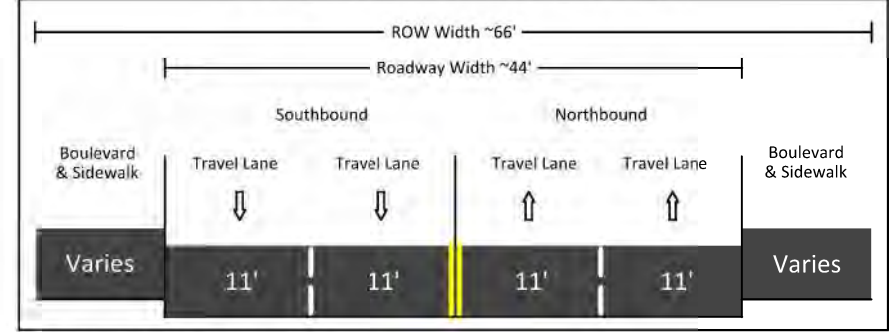 ROW Width ~66'
Roadway Width ~44'
Southbound
Northbound
Boulevard
& Sidewalk
Travel Lane
Travel Lane
Travel Lane
Travel Lane
Boulevard
& Sidewalk
Varies
11'
11'
11'
11'
Varies